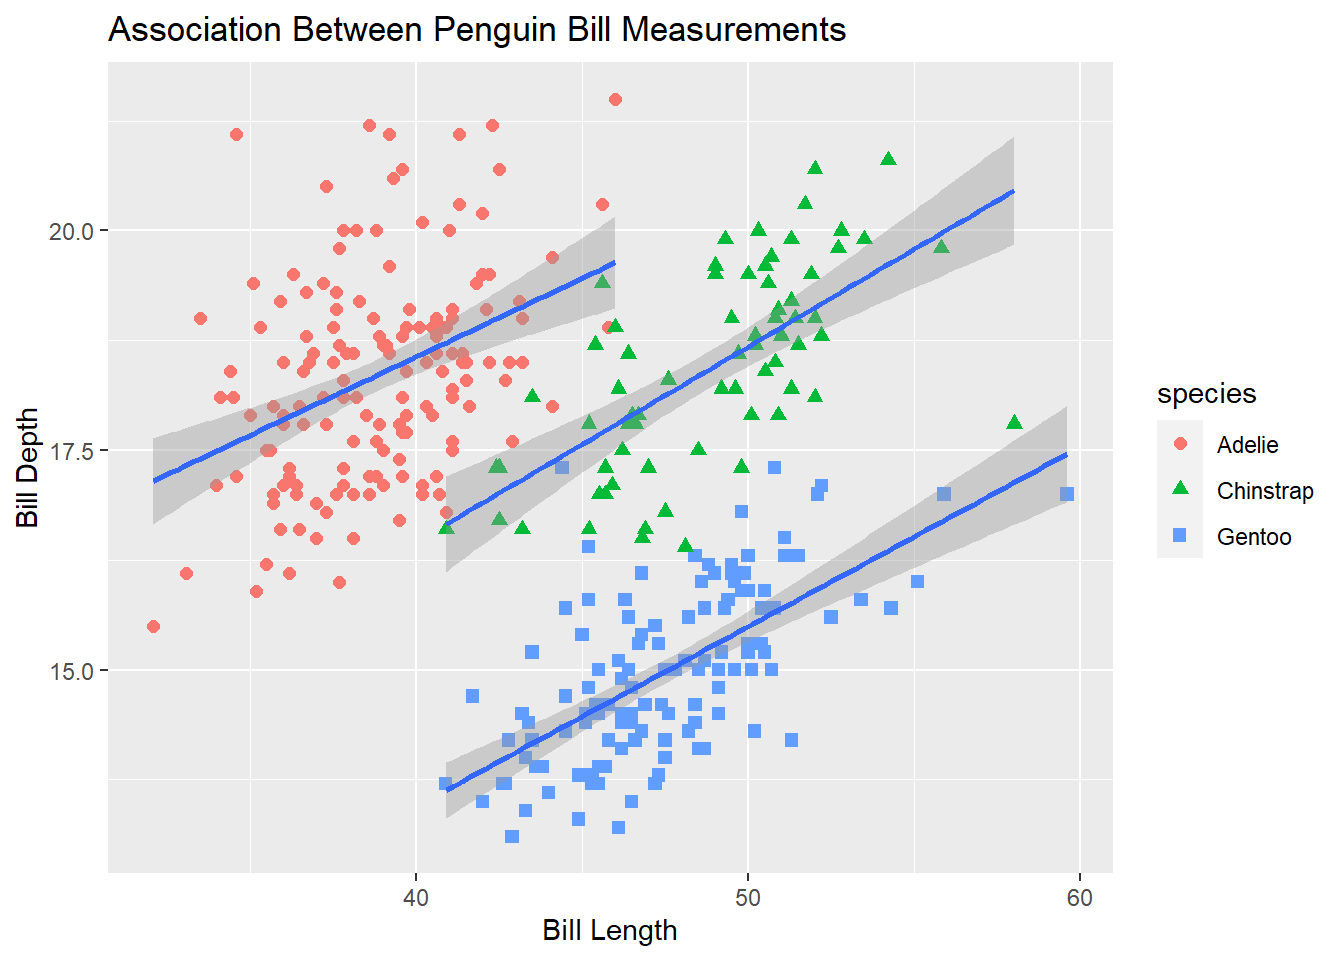 Association Between Penguin Bill Measurements
Bill Depth
20.0
17.5
15.0
40
50
60
Bill Length
species
Adelie
Chinstrap
Gentoo